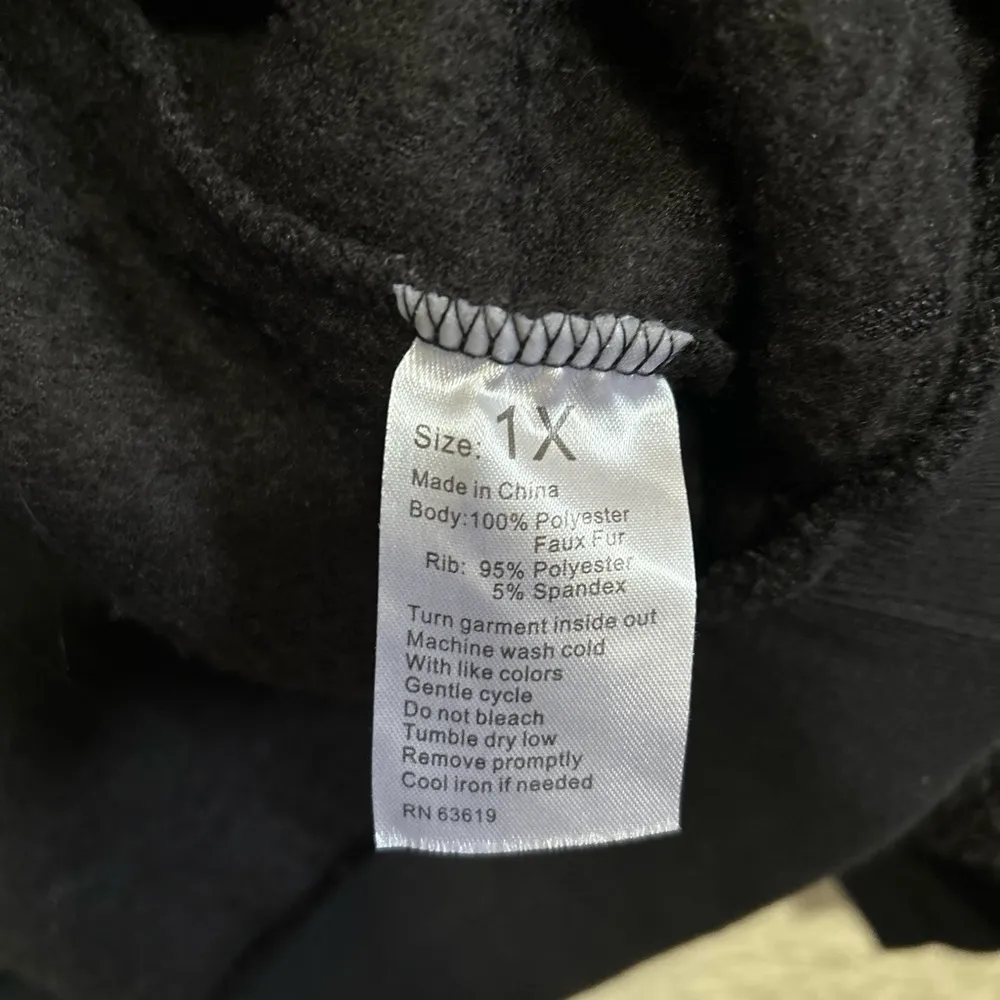 Size: 1X
Made in China
Body:100% Polyester
Faux Fur
Rib: 95% Polyester
5% Spandex
Turn garment inside out
Machine wash cold
With like colors
Gentle cycle
Do not bleach
Tumble dry low
Remove promptly
Cool iron if needed
RN 63619